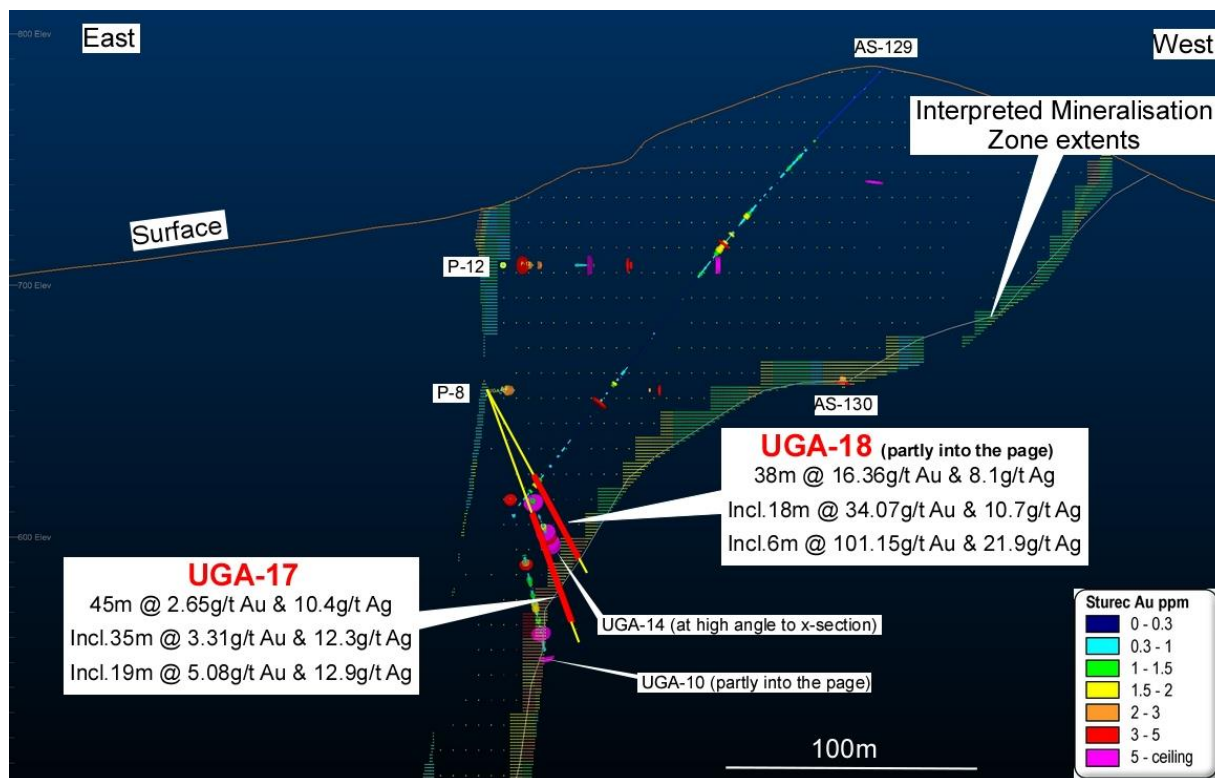 800 Elev
East
AS-129
West
Interpreted Mineralisation
Zone extents
Surface
P-12
700 Elev
P-8
AS-130
UGA-18 (partly into the page)
38m @ 16.36g/t Au & 8.1g/t Ag
Incl.18m @ 34.07g/t Au & 10.7g/t Ag
Incl.6m @ 101.15g/t Au & 21.9g/t Ag
600 Elev
UGA-17
45m @ 2.65g/t Au & 10.4g/t Ag
Incl.35m @ 3.31g/t Au & 12.3g/t Ag
Incl.19m @ 5.08g/t Au & 12.9g/t Ag
UGA-14 (at high angle to x-section)
UGA-10 (partly into the page)
100m
Sturec Au ppm
0 - 0.3
0.3 - 1
1 - 1.5
1.5 - 2
2 - 3
3 - 5
5 - ceiling